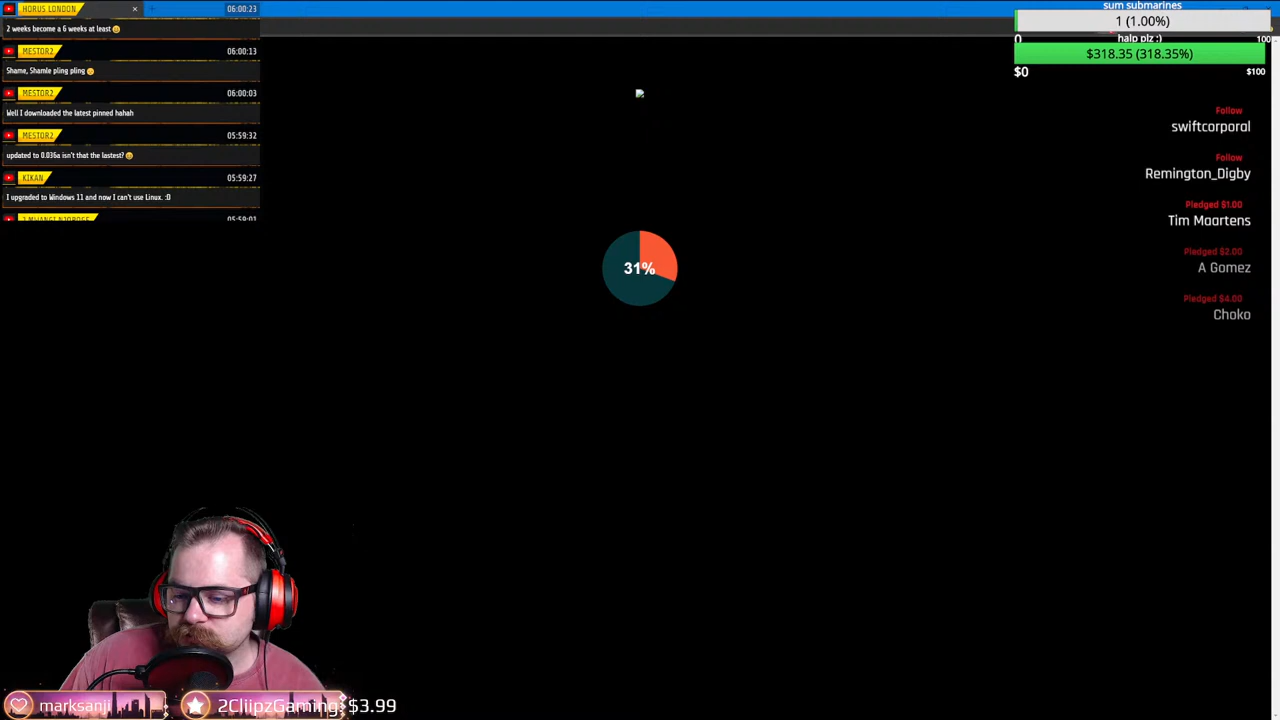 HORUS LONDON × 06:00:23
2 weeks become a 6 weeks at least
MESTOR2 06:00:13
Shame, Shamle pling pling
MESTOR2 06:00:03
Well I downloaded the latest pinned hahah
MESTOR2 05:59:32
updated to 0.036a isn't that the lastest?
KIKAN 05:59:27
I upgraded to Windows 11 and now I can't use Linux. :D
05:59:01
31%
sum submarines
1 (1.00%)
0 halp plz :) 100
$318.35 (318.35%)
$0 $100
Follow
swiftcorporal
Follow
Remington_Digby
Pledged $1.00
Tim Maartens
Pledged $2.00
A Gomez
Pledged $4.00
Choko
marksanji
2CliipzGaming: $3.99